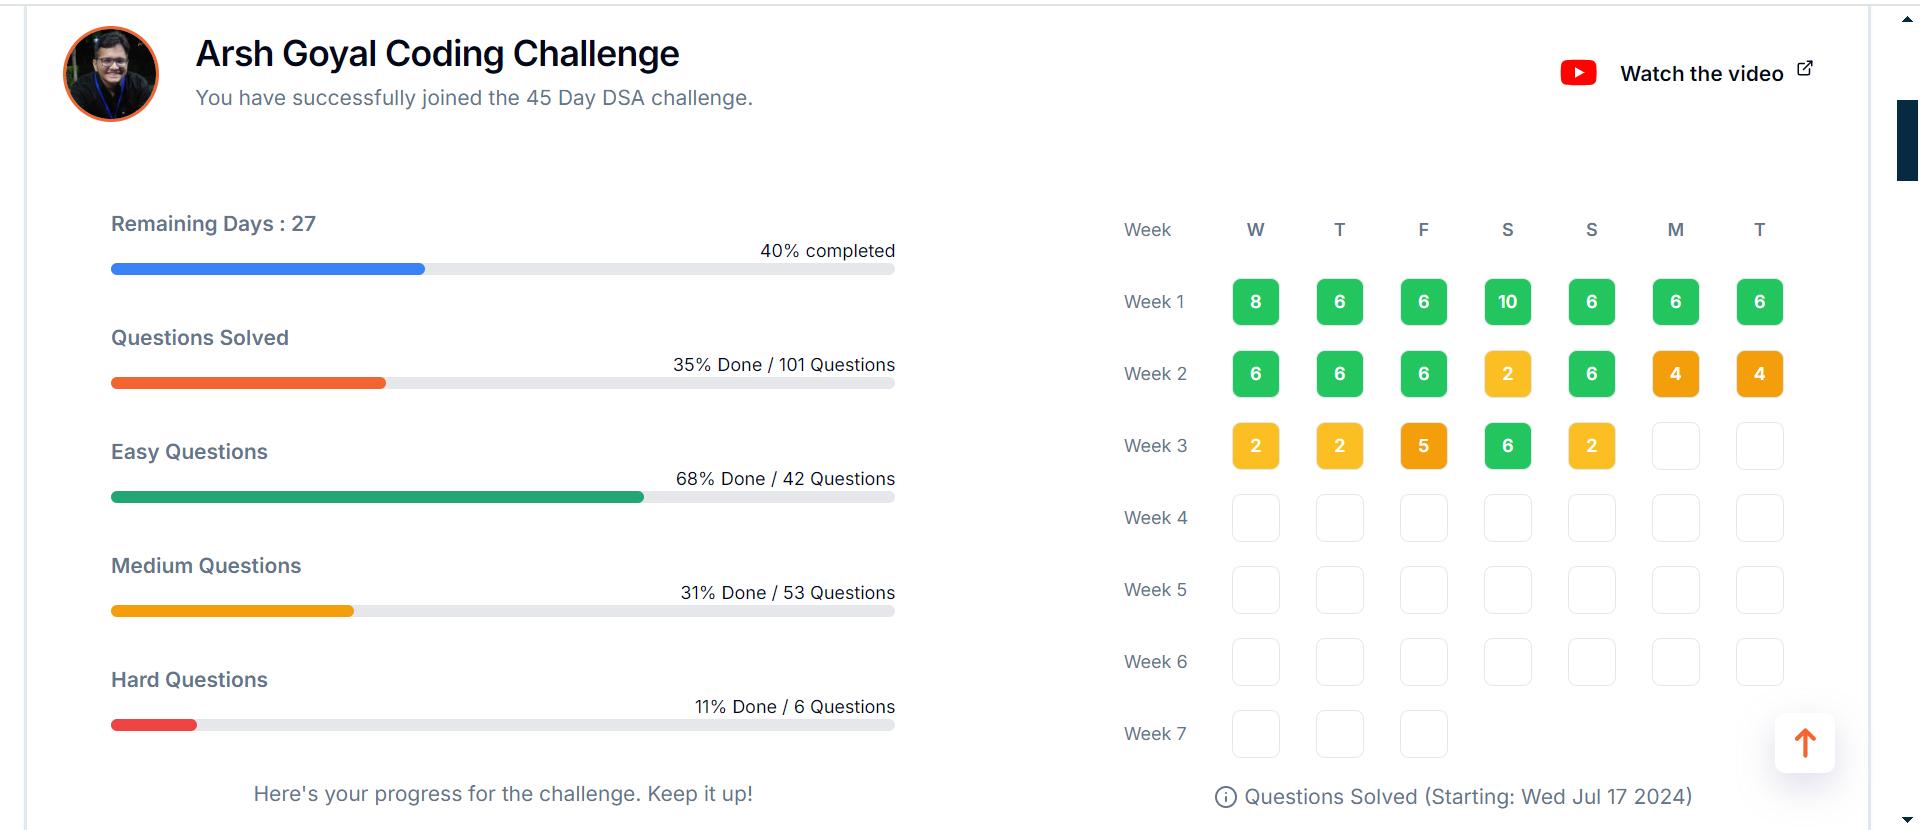 Arsh Goyal Coding Challenge
You have successfully joined the 45 Day DSA challenge.
Watch the video
Remaining Days : 27
40% completed
Questions Solved
35% Done / 101 Questions
Easy Questions
68% Done / 42 Questions
Medium Questions
31% Done / 53 Questions
Hard Questions
11% Done / 6 Questions
Here's your progress for the challenge. Keep it up!
Week W T F S S M T
Week 1 8 6 6 10 6 6 6
Week 2 6 6 6 2 6 4 4
Week 3 2 2 5 6 2
Week 4
Week 5
Week 6
Week 7
Questions Solved (Starting: Wed Jul 17 2024)